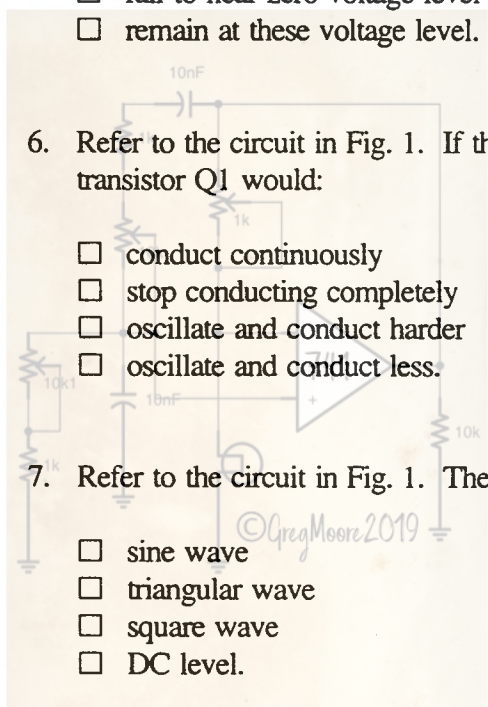 remain at these voltage level.
10nF
6. Refer to the circuit in Fig. 1. If
transistor Q1 would:
1k
conduct continuously
stop conducting completely
oscillate and conduct harder
oscillate and conduct less.
741
+
10k1
10nF
10k
1k
7. Refer to the circuit in Fig. 1. The
©GregMoore2019
sine wave
triangular wave
square wave
DC level.